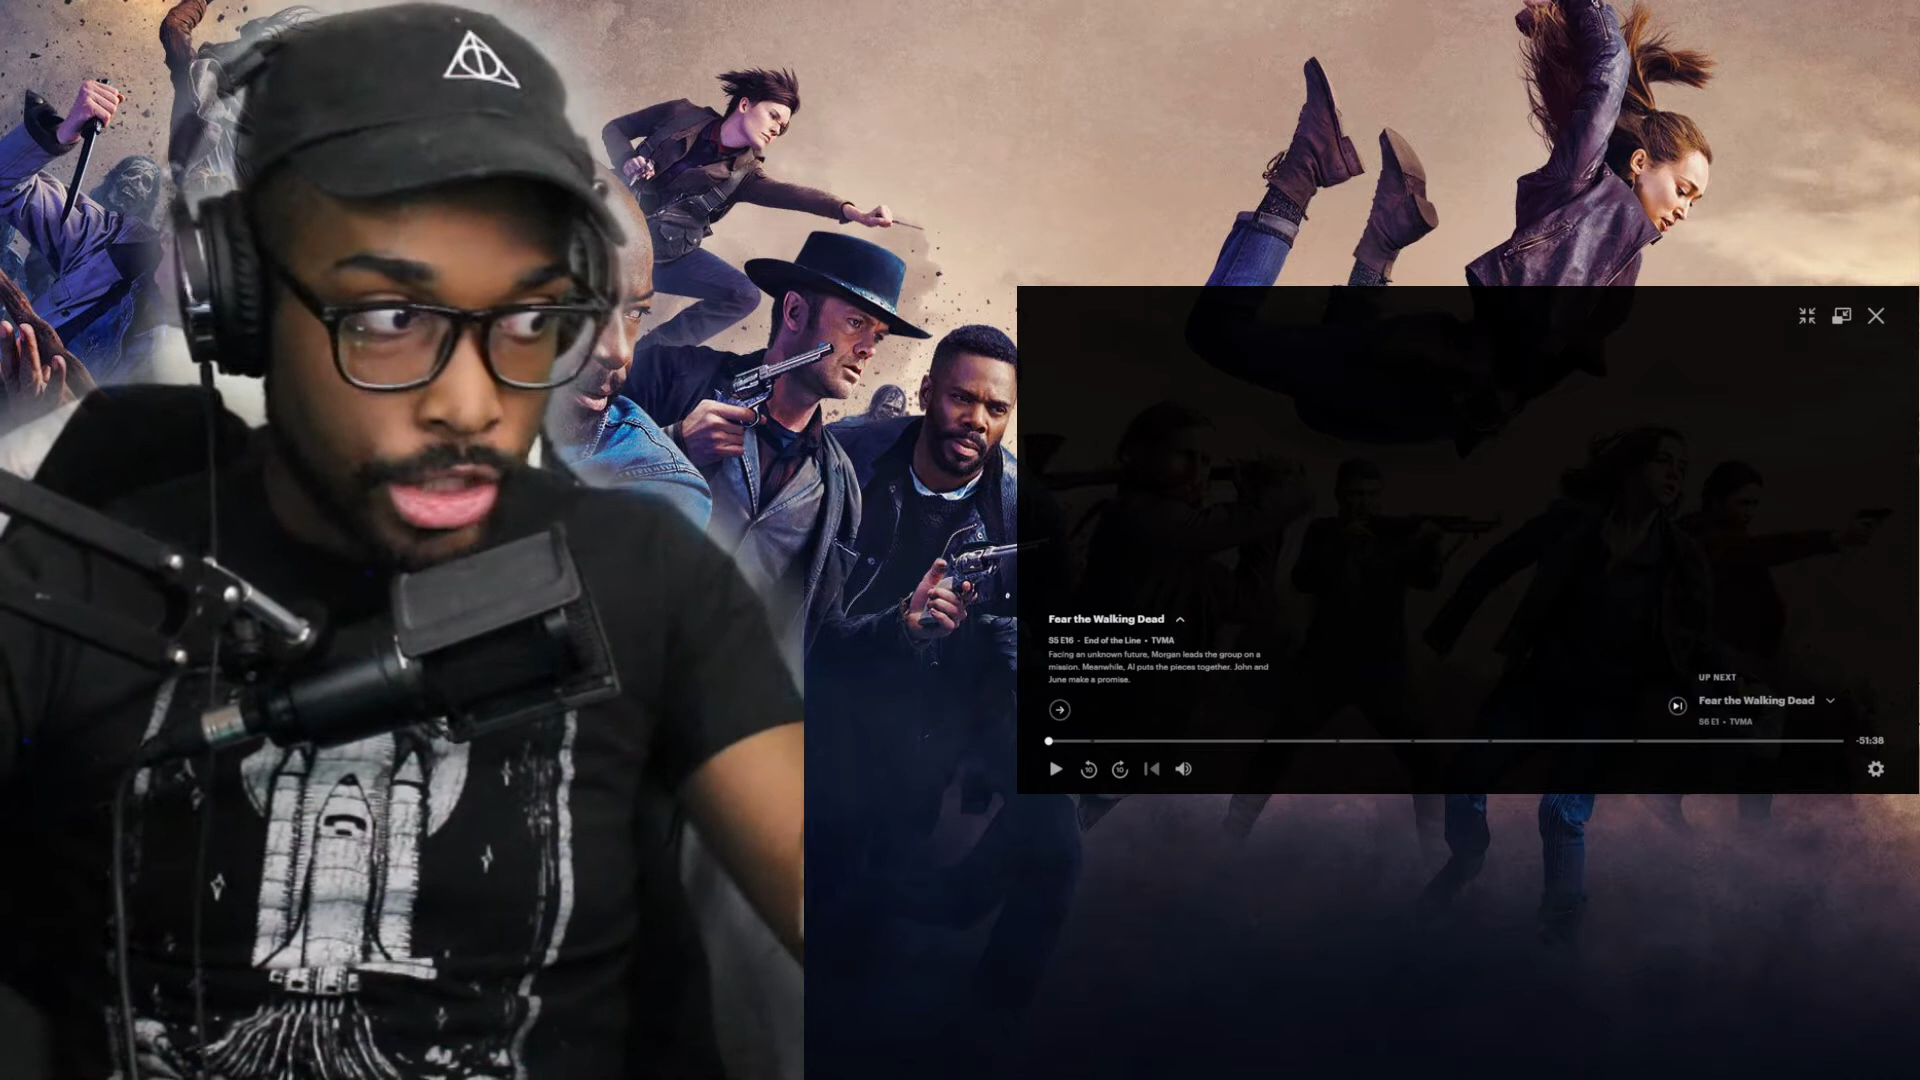 Fear the Walking Dead
S5 E16 - End of the Line • TVMA
Facing an unknown future, Morgan leads the group on a
mission. Meanwhile, Al puts the pieces together. John and
June make a promise.
UP NEXT
Fear the Walking Dead
S6 E1 • TVMA
-51:38
10
10